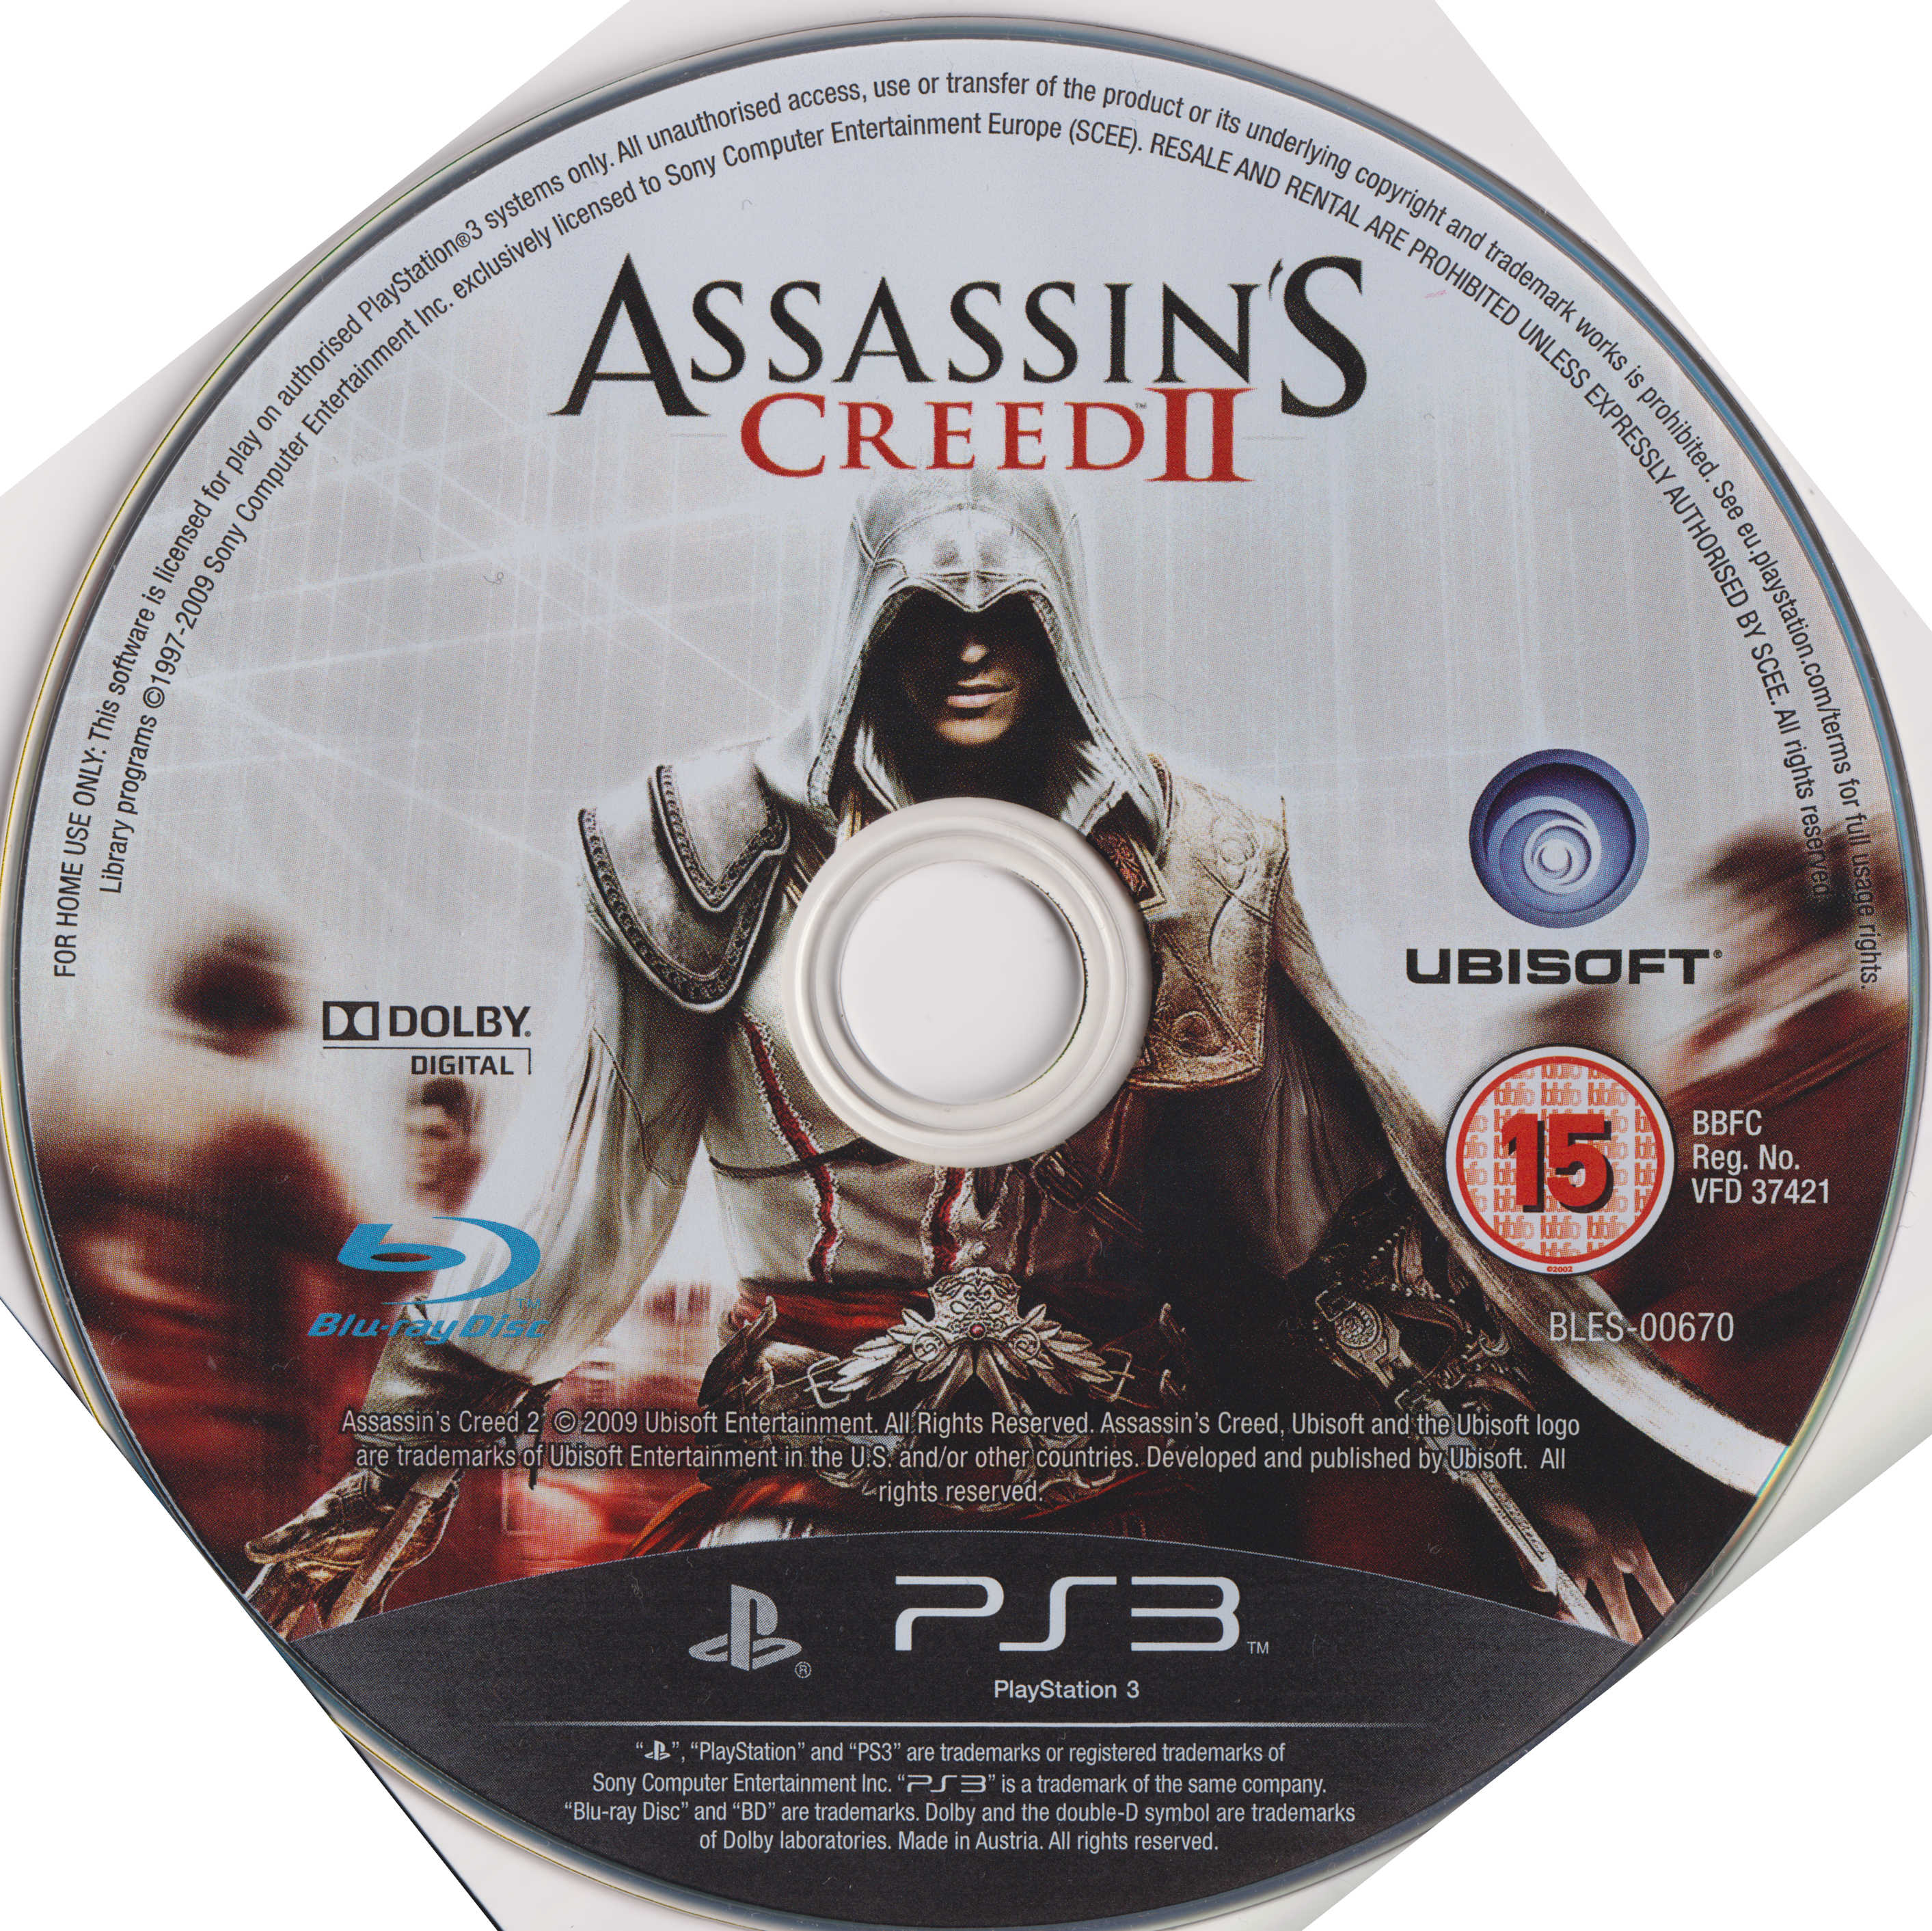 FOR HOME USE ONLY: This software is licensed for play on authorised PlayStation®3 systems only. All unauthorised access, use or transfer of the product or its underlying copyright and trademark works is prohibited. See eu.playstation.com/terms for full usage rights.
Library programs ©1997-2009 Sony Computer Entertainment Inc. exclusively licensed to Sony Computer Entertainment Europe (SCEE). RESALE AND RENTAL ARE PROHIBITED UNLESS EXPRESSLY AUTHORISED BY SCEE. All rights reserved.
ASSASSIN'S
CREED™ II
UBISOFT®
DOLBY®
DIGITAL
bbfc
15
©2002
BBFC
Reg. No.
VFD 37421
Blu-ray Disc™
BLES-00670
Assassin's Creed 2 © 2009 Ubisoft Entertainment. All Rights Reserved. Assassin's Creed, Ubisoft and the Ubisoft logo
are trademarks of Ubisoft Entertainment in the U.S. and/or other countries. Developed and published by Ubisoft. All
rights reserved.
® PS3™
PlayStation 3
“ ”, “PlayStation” and “PS3” are trademarks or registered trademarks of
Sony Computer Entertainment Inc. “PS3” is a trademark of the same company.
“Blu-ray Disc” and “BD” are trademarks. Dolby and the double-D symbol are trademarks
of Dolby laboratories. Made in Austria. All rights reserved.